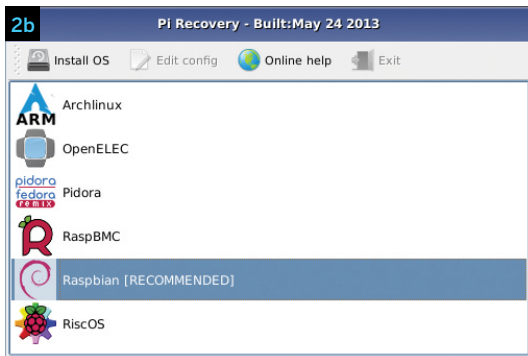 2b
Pi Recovery - Built:May 24 2013
Install OS Edit config Online help Exit
ARM Archlinux
OpenELEC
pidora
fedora Pidora
remix
RaspBMC
Raspbian [RECOMMENDED]
RiscOS